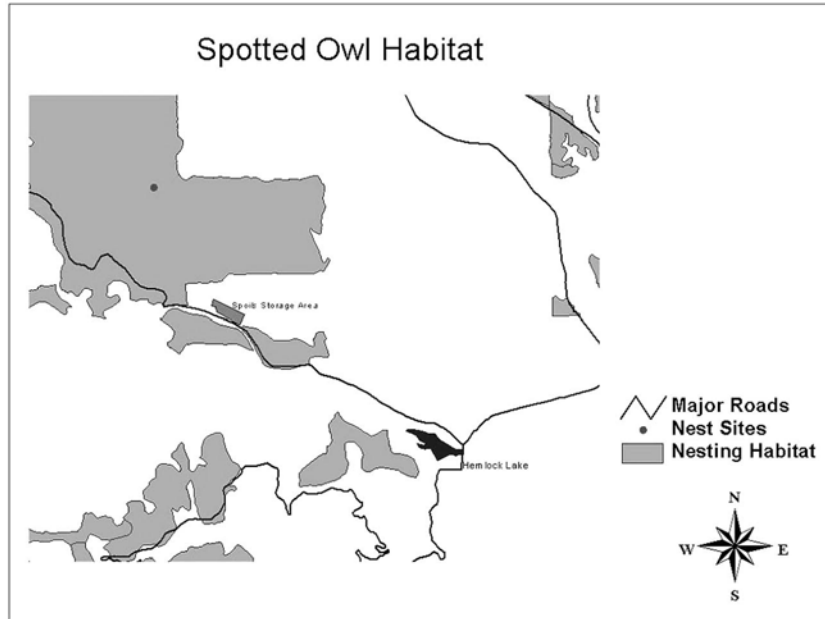 Spotted Owl Habitat
Spoils Storage Area
Hemlock Lake
Major Roads
Nest Sites
Nesting Habitat
N
W
E
S